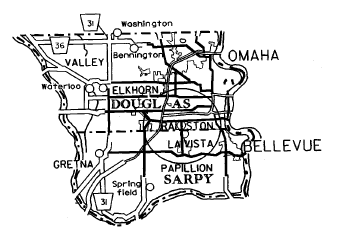 31 Washington
36
Bennington
OMAHA
VALLEY
Waterloo
ELKHORN
DOUGLAS
RALSTON
LA VISTA
BELLEVUE
GRETNA
PAPILLION
SARPY
Spring
field
31